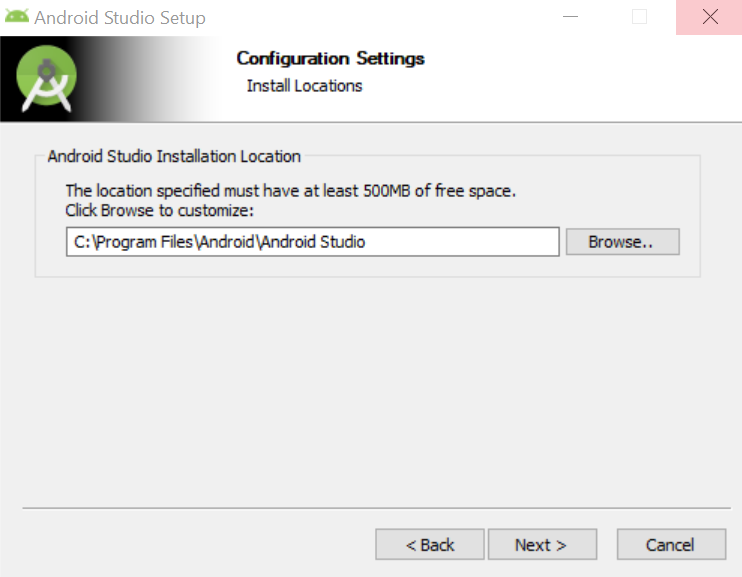 Android Studio Setup
Configuration Settings
Install Locations
Android Studio Installation Location
The location specified must have at least 500MB of free space.
Click Browse to customize:
C:\Program Files\Android\Android Studio
Browse..
< Back
Next >
Cancel